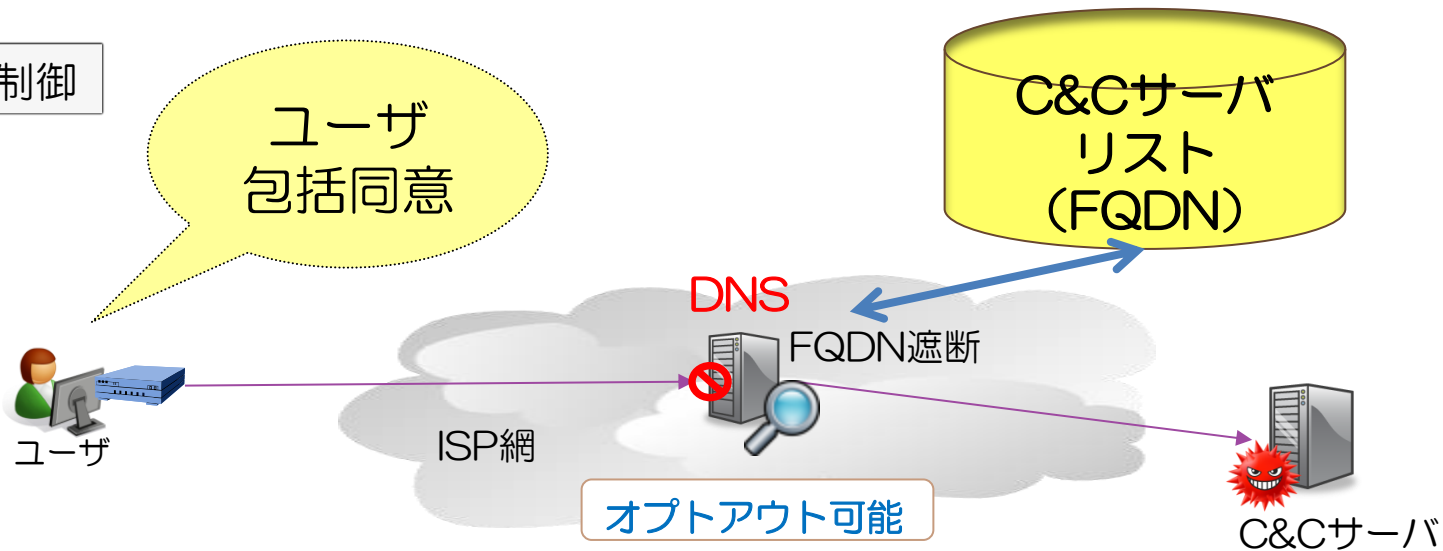 制御
ユーザ
包括同意
C&Cサーバ
リスト
(FQDN)
DNS
FQDN遮断
ユーザ
ISP網
オプトアウト可能
C&Cサーバ